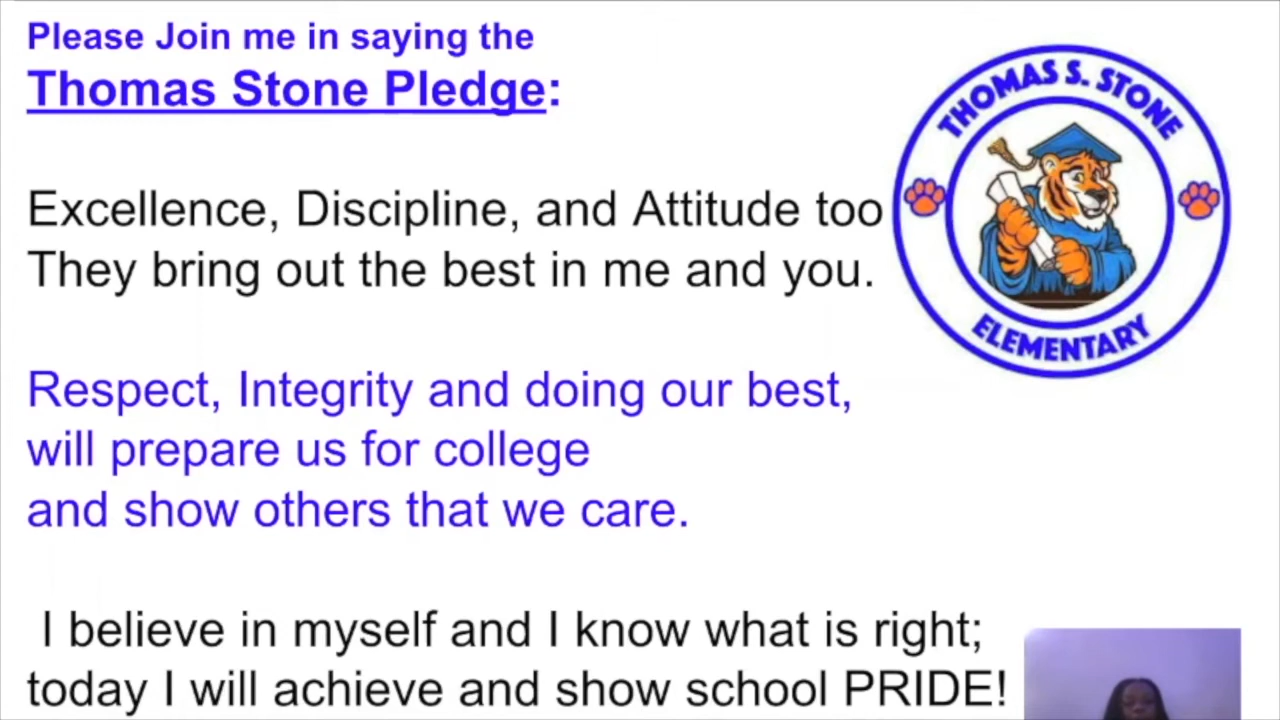 Please Join me in saying the
Thomas Stone Pledge:
Excellence, Discipline, and Attitude too
They bring out the best in me and you.
Respect, Integrity and doing our best,
will prepare us for college
and show others that we care.
I believe in myself and I know what is right;
today I will achieve and show school PRIDE!
THOMAS S. STONE
ELEMENTARY